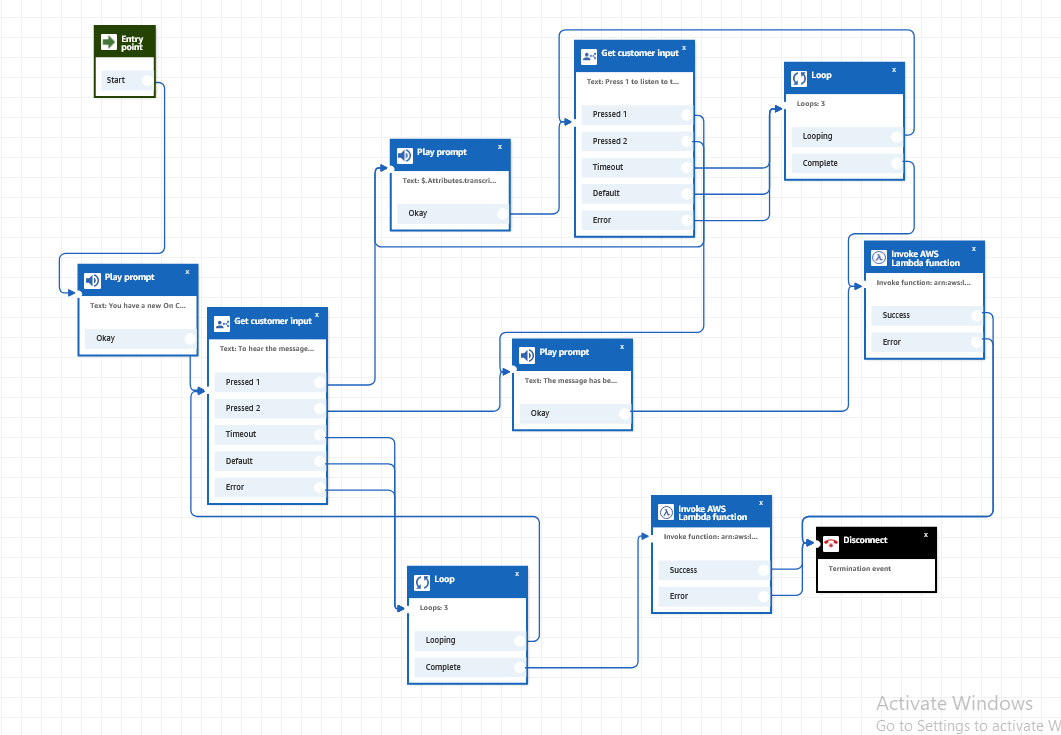 Entry
point
Start
x
Play prompt
Text: You have a new On C...
Okay
x
Get customer input
Text: To hear the message...
Pressed 1
Pressed 2
Timeout
Default
Error
x
Play prompt
Text: $.Attributes.transcri...
Okay
x
Get customer input
Text: Press 1 to listen to t...
Pressed 1
Pressed 2
Timeout
Default
Error
x
Loop
Loops: 3
Looping
Complete
x
Play prompt
Text: The message has be...
Okay
x
Invoke AWS
Lambda function
Invoke function: arn:aws:l...
Success
Error
x
Loop
Loops: 3
Looping
Complete
x
Invoke AWS
Lambda function
Invoke function: arn:aws:l...
Success
Error
x
Disconnect
Termination event
Activate Windows
Go to Settings to activate W